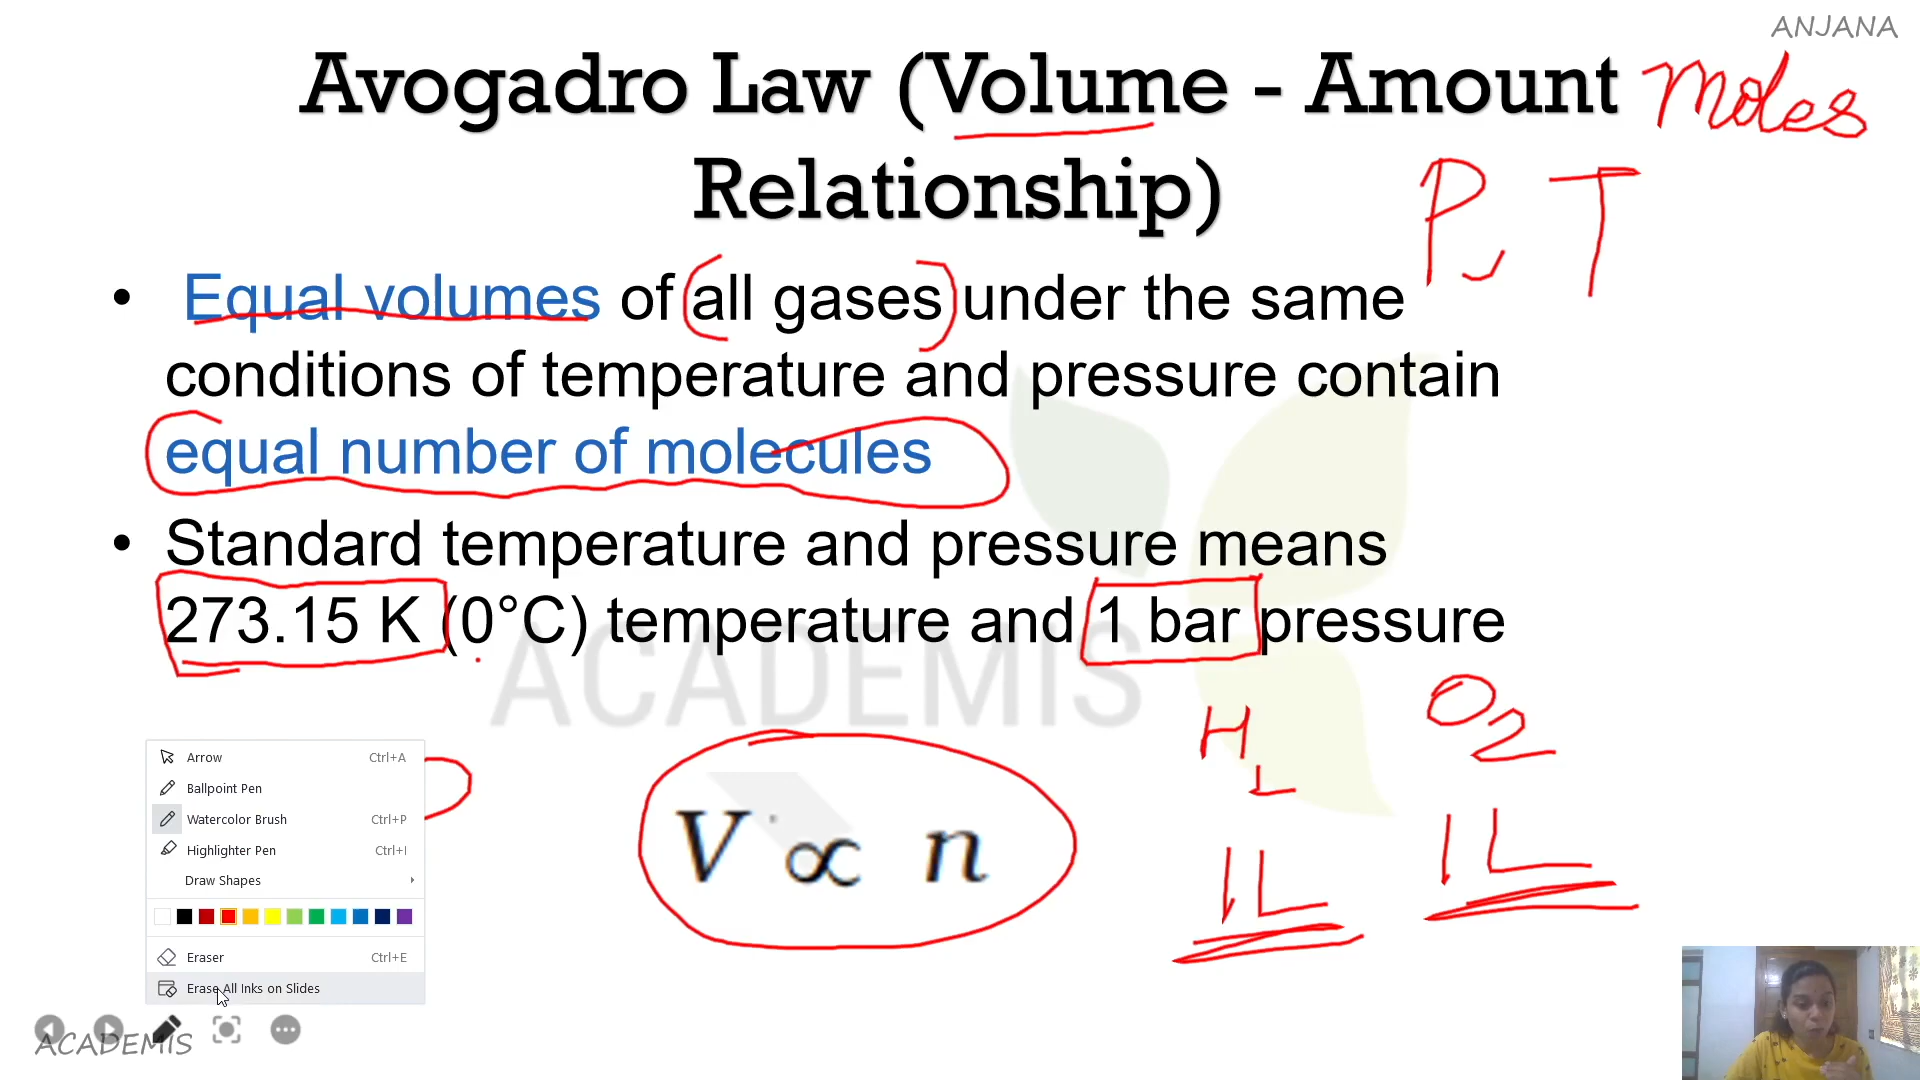 ANJANA
Avogadro Law (Volume - Amount moles
Relationship)
P, T
• Equal volumes of all gases under the same
conditions of temperature and pressure contain
equal number of molecules
• Standard temperature and pressure means
273.15 K (0°C) temperature and 1 bar pressure
ACADEMIS
H2 O2
V ∝ n
1L 1L
Arrow Ctrl+A
Ballpoint Pen
Watercolor Brush Ctrl+P
Highlighter Pen Ctrl+I
Draw Shapes
Eraser Ctrl+E
Erase All Inks on Slides
ACADEMIS